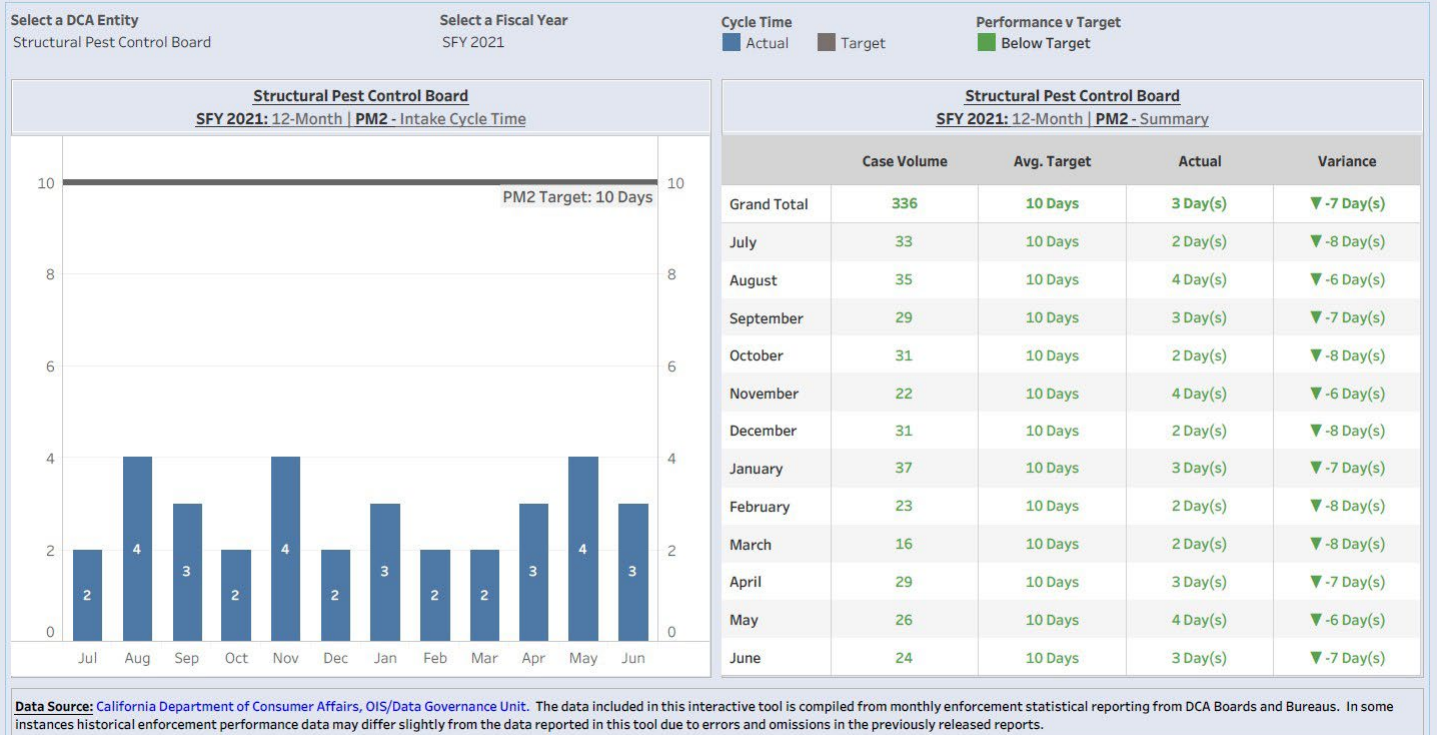 Select a DCA Entity
Structural Pest Control Board
Select a Fiscal Year
SFY 2021
Cycle Time
Actual Target
Performance v Target
Below Target
Structural Pest Control Board
SFY 2021: 12-Month | PM2 - Intake Cycle Time
10 10
PM2 Target: 10 Days
8 8
6 6
4 4
2 2
0 0
2 4 3 2 4 2 3 2 2 3 4 3
Jul Aug Sep Oct Nov Dec Jan Feb Mar Apr May Jun
Structural Pest Control Board
SFY 2021: 12-Month | PM2 - Summary
Case Volume Avg. Target Actual Variance
Grand Total 336 10 Days 3 Day(s) ▼ -7 Day(s)
July 33 10 Days 2 Day(s) ▼ -8 Day(s)
August 35 10 Days 4 Day(s) ▼ -6 Day(s)
September 29 10 Days 3 Day(s) ▼ -7 Day(s)
October 31 10 Days 2 Day(s) ▼ -8 Day(s)
November 22 10 Days 4 Day(s) ▼ -6 Day(s)
December 31 10 Days 2 Day(s) ▼ -8 Day(s)
January 37 10 Days 3 Day(s) ▼ -7 Day(s)
February 23 10 Days 2 Day(s) ▼ -8 Day(s)
March 16 10 Days 2 Day(s) ▼ -8 Day(s)
April 29 10 Days 3 Day(s) ▼ -7 Day(s)
May 26 10 Days 4 Day(s) ▼ -6 Day(s)
June 24 10 Days 3 Day(s) ▼ -7 Day(s)
Data Source: California Department of Consumer Affairs, OIS/Data Governance Unit. The data included in this interactive tool is compiled from monthly enforcement statistical reporting from DCA Boards and Bureaus. In some
instances historical enforcement performance data may differ slightly from the data reported in this tool due to errors and omissions in the previously released reports.